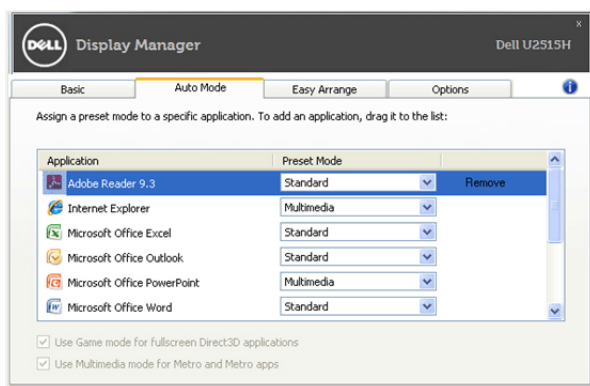 x
DELL Display Manager Dell U2515H
Basic Auto Mode Easy Arrange Options i
Assign a preset mode to a specific application. To add an application, drag it to the list:
Application Preset Mode
Adobe Reader 9.3 Standard Remove
Internet Explorer Multimedia
Microsoft Office Excel Standard
Microsoft Office Outlook Standard
Microsoft Office PowerPoint Multimedia
Microsoft Office Word Standard
Use Game mode for fullscreen Direct3D applications
Use Multimedia mode for Metro and Metro apps